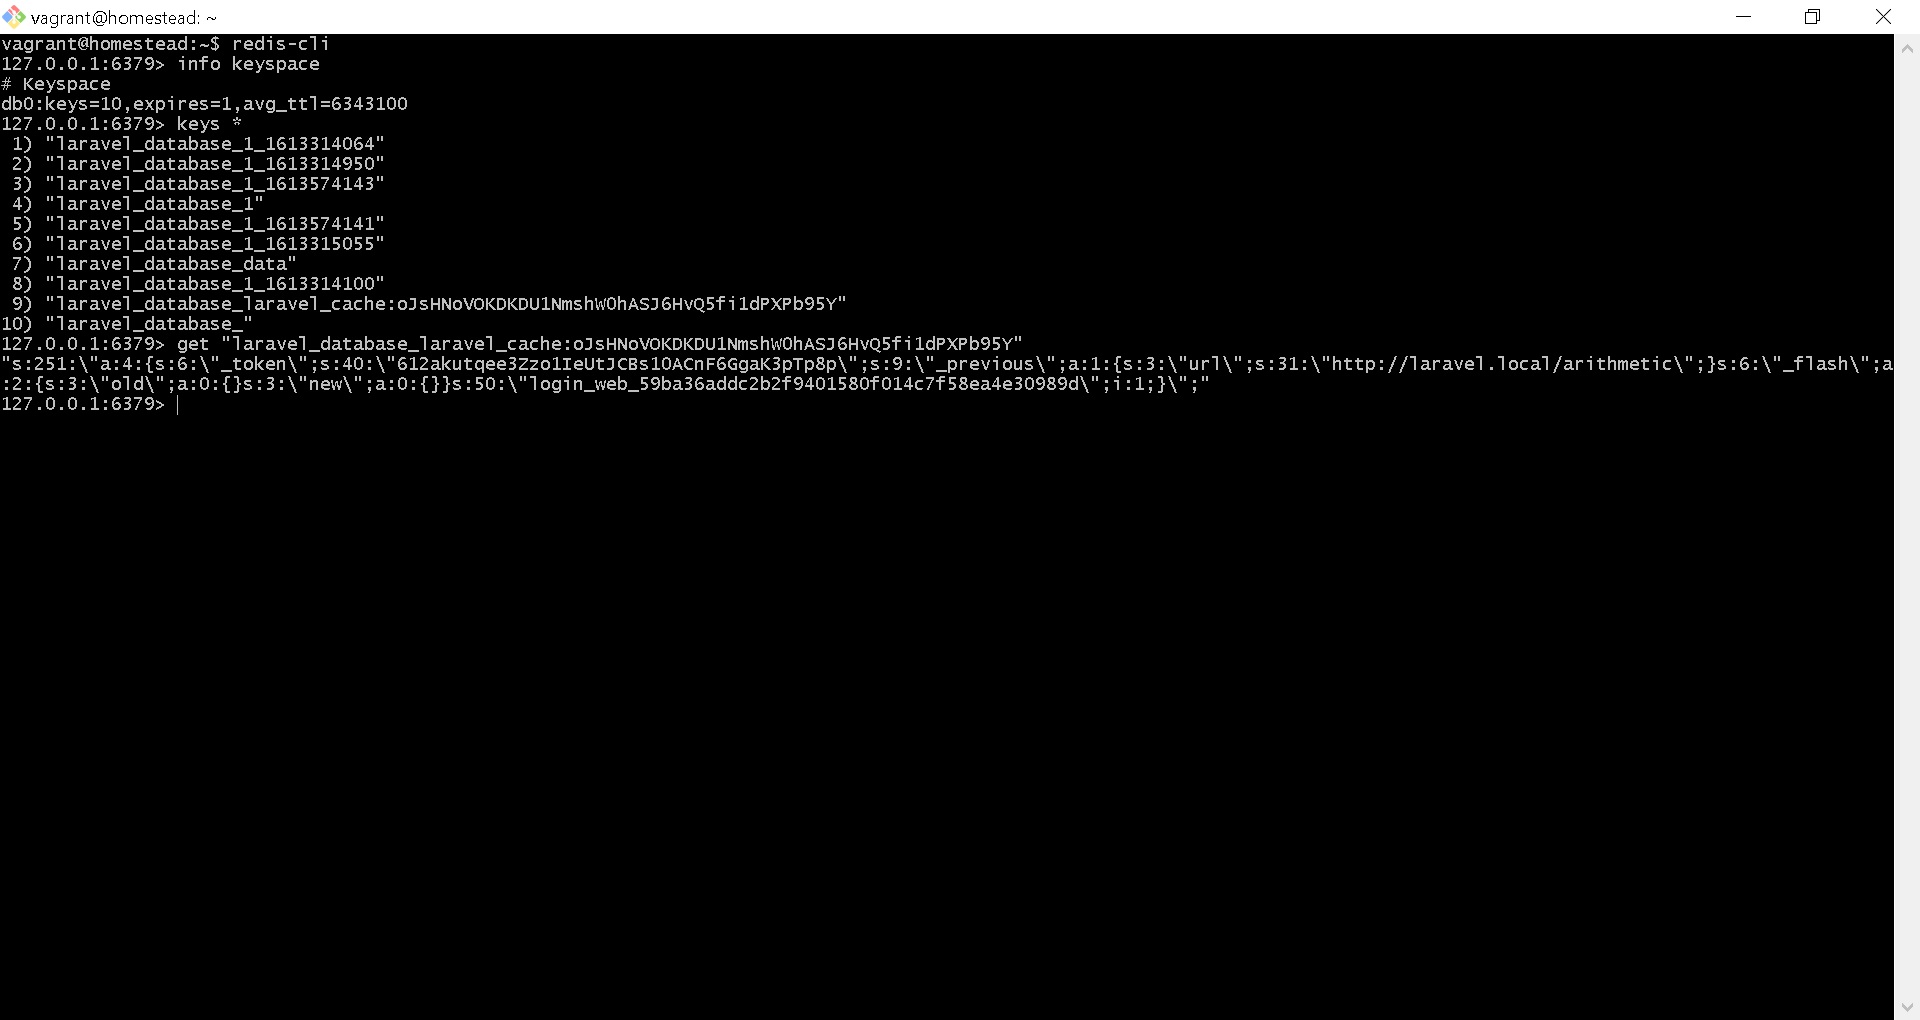 vagrant@homestead: ~
vagrant@homestead:~$ redis-cli
127.0.0.1:6379> info keyspace
# Keyspace
db0:keys=10,expires=1,avg_ttl=6343100
127.0.0.1:6379> keys *
 1) "laravel_database_1_1613314064"
 2) "laravel_database_1_1613314950"
 3) "laravel_database_1_1613574143"
 4) "laravel_database_1"
 5) "laravel_database_1_1613574141"
 6) "laravel_database_1_1613315055"
 7) "laravel_database_data"
 8) "laravel_database_1_1613314100"
 9) "laravel_database_laravel_cache:oJsHNoVOKDKDU1NmshW0hASJ6HvQ5fi1dPXPb95Y"
10) "laravel_database_"
127.0.0.1:6379> get "laravel_database_laravel_cache:oJsHNoVOKDKDU1NmshW0hASJ6HvQ5fi1dPXPb95Y"
"s:251:\"a:4:{s:6:\"_token\";s:40:\"612akutqee3Zzo1IeUtJCBs10ACnF6GgaK3pTp8p\";s:9:\"_previous\";a:1:{s:3:\"url\";s:31:\"http://laravel.local/arithmetic\";}s:6:\"_flash\";a
:2:{s:3:\"old\";a:0:{}s:3:\"new\";a:0:{}}s:50:\"login_web_59ba36addc2b2f9401580f014c7f58ea4e30989d\";i:1;}\";"
127.0.0.1:6379>